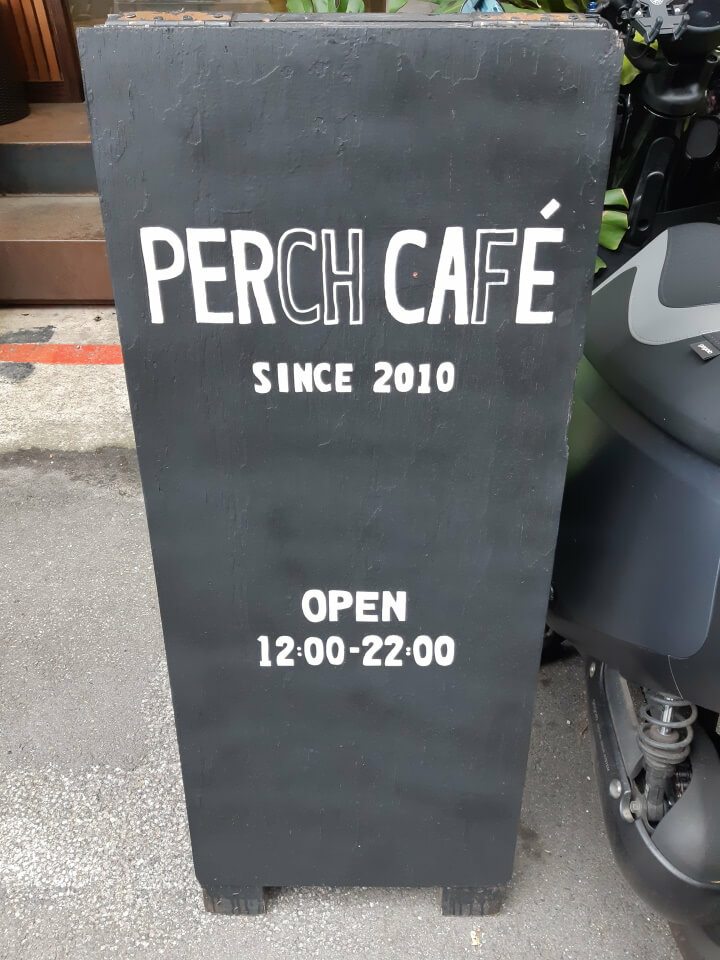 PERCH CAFÉ
SINCE 2010
OPEN
12:00-22:00